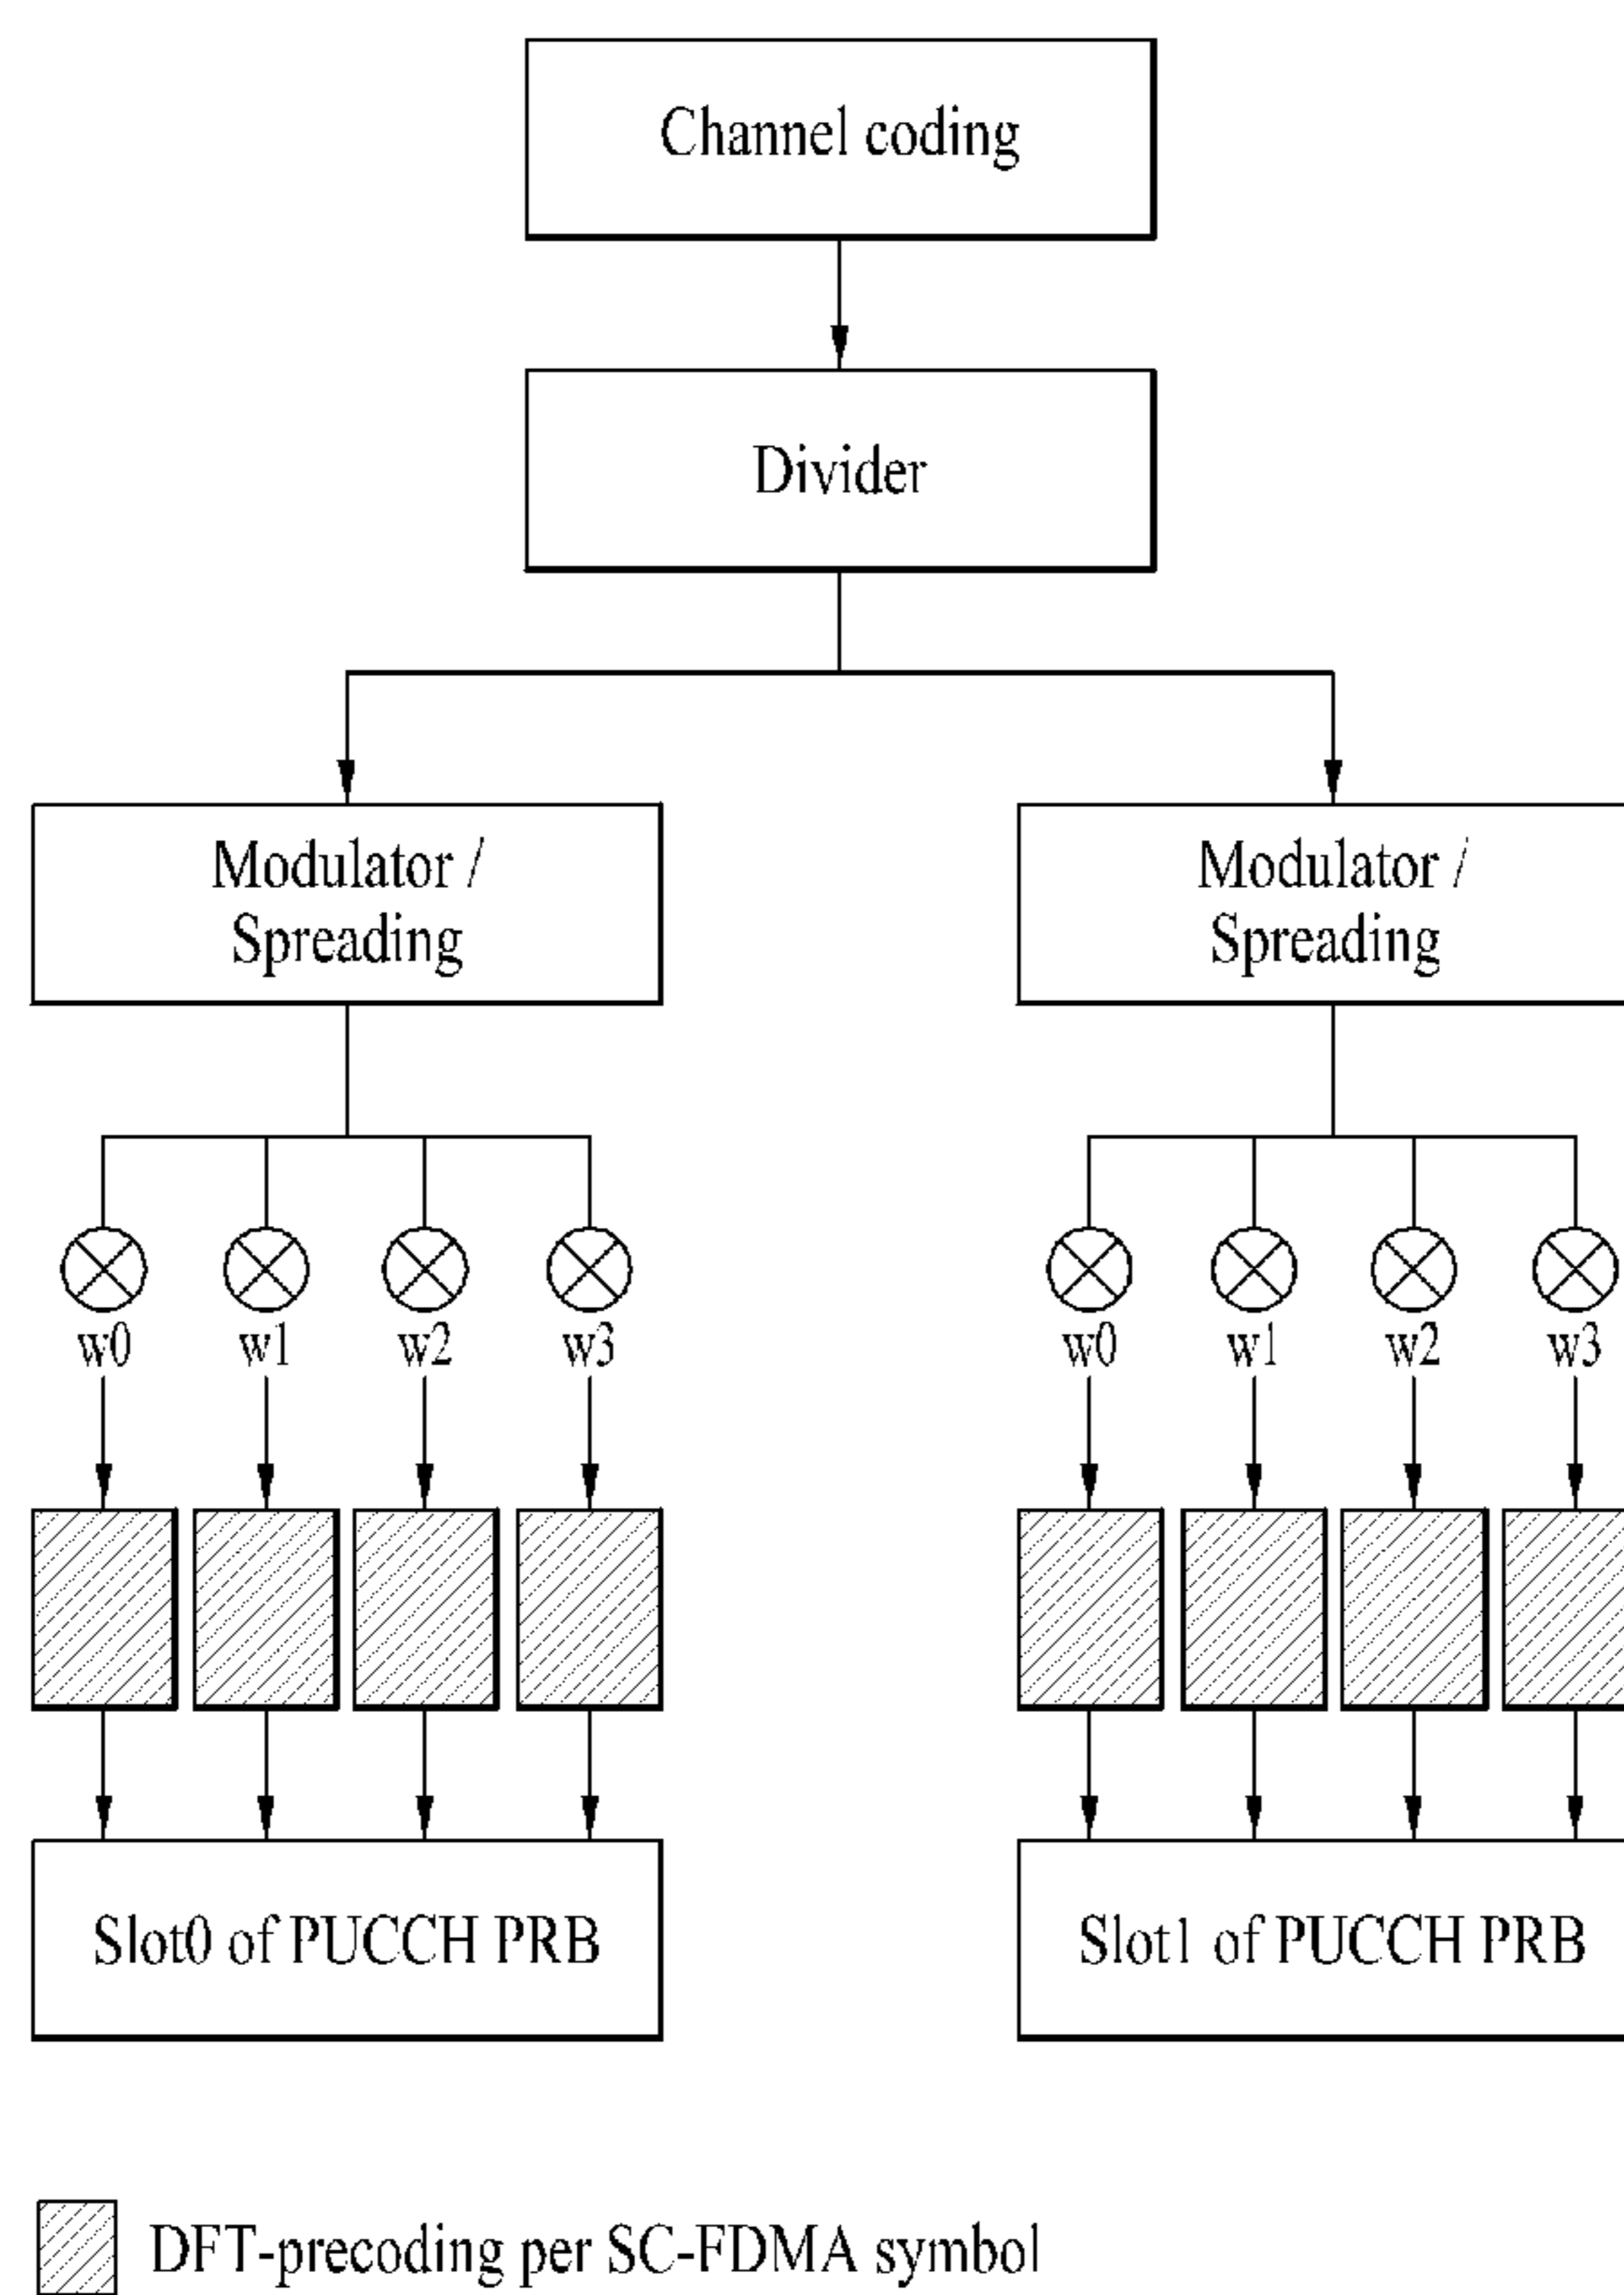 Channel coding
Divider
Modulator /
Spreading
Modulator /
Spreading
w0 w1 w2 w3
w0 w1 w2 w3
Slot0 of PUCCH PRB
Slot1 of PUCCH PRB
DFT-precoding per SC-FDMA symbol